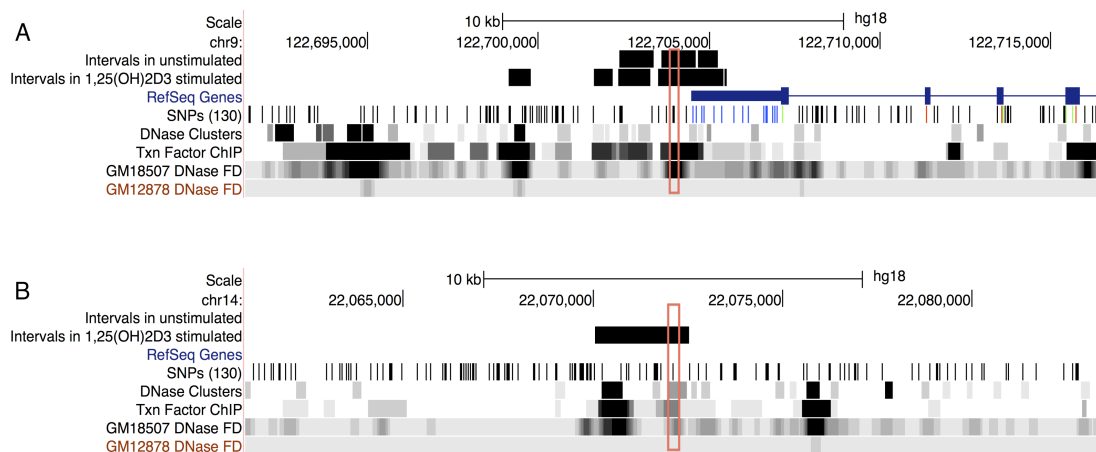 A
Scale 10 kb hg18
chr9: 122,695,000 122,700,000 122,705,000 122,710,000 122,715,000
Intervals in unstimulated
Intervals in 1,25(OH)2D3 stimulated
RefSeq Genes
SNPs (130)
DNase Clusters
Txn Factor ChIP
GM18507 DNase FD
GM12878 DNase FD
B
Scale 10 kb hg18
chr14: 22,065,000 22,070,000 22,075,000 22,080,000
Intervals in unstimulated
Intervals in 1,25(OH)2D3 stimulated
RefSeq Genes
SNPs (130)
DNase Clusters
Txn Factor ChIP
GM18507 DNase FD
GM12878 DNase FD